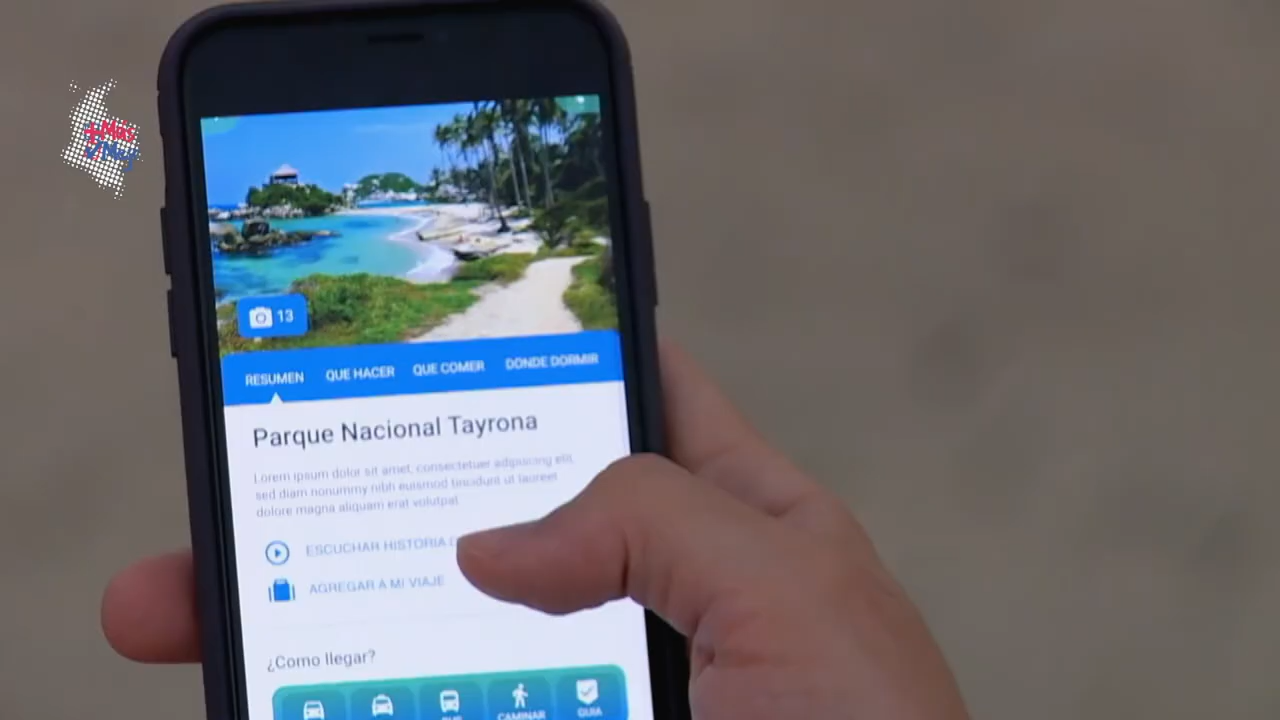 +Más
y Nos
13
RESUMEN QUE HACER QUE COMER DONDE DORMIR
Parque Nacional Tayrona
Lorem ipsum dolor sit amet, consectetuer adipiscing elit,
sed diam nonummy nibh euismod tincidunt ut laoreet
dolore magna aliquam erat volutpat
ESCUCHAR HISTORIA
AGREGAR A MI VIAJE
¿Como llegar?
CAMINAR GUIA